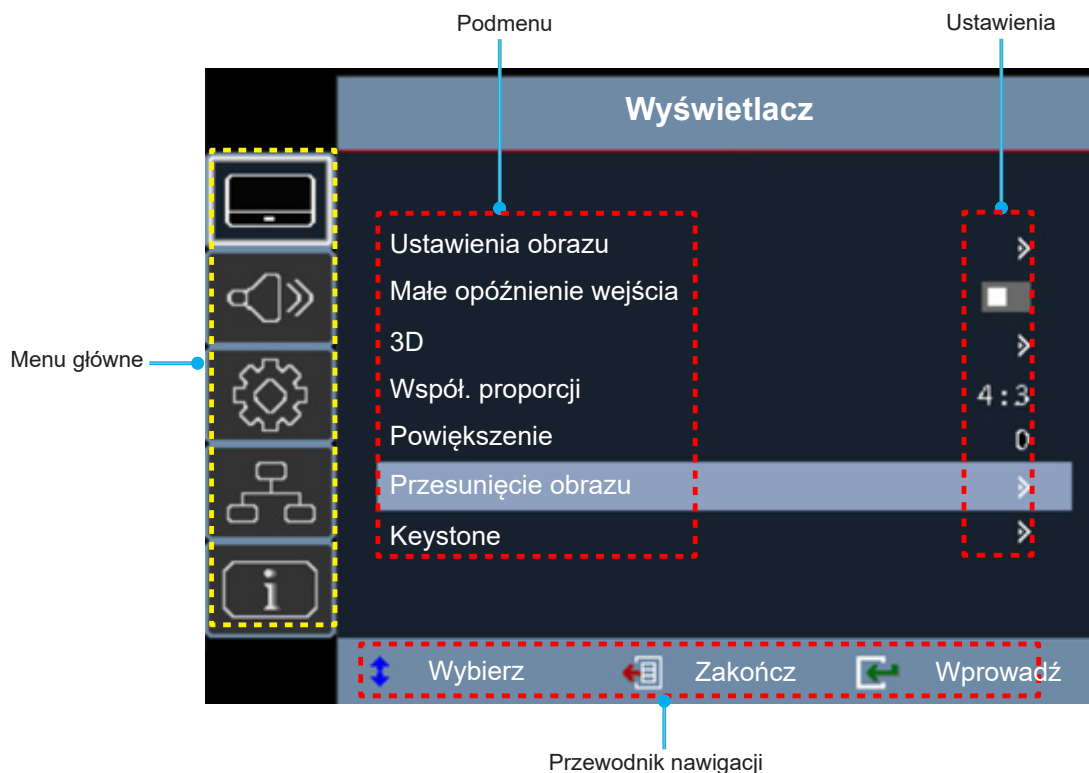 Podmenu
Ustawienia
Wyświetlacz
Ustawienia obrazu
Małe opóźnienie wejścia
3D
Menu główne
Współ. proporcji 4:3
Powiększenie 0
Przesunięcie obrazu
Keystone
i
Wybierz Zakończ Wprowadź
Przewodnik nawigacji